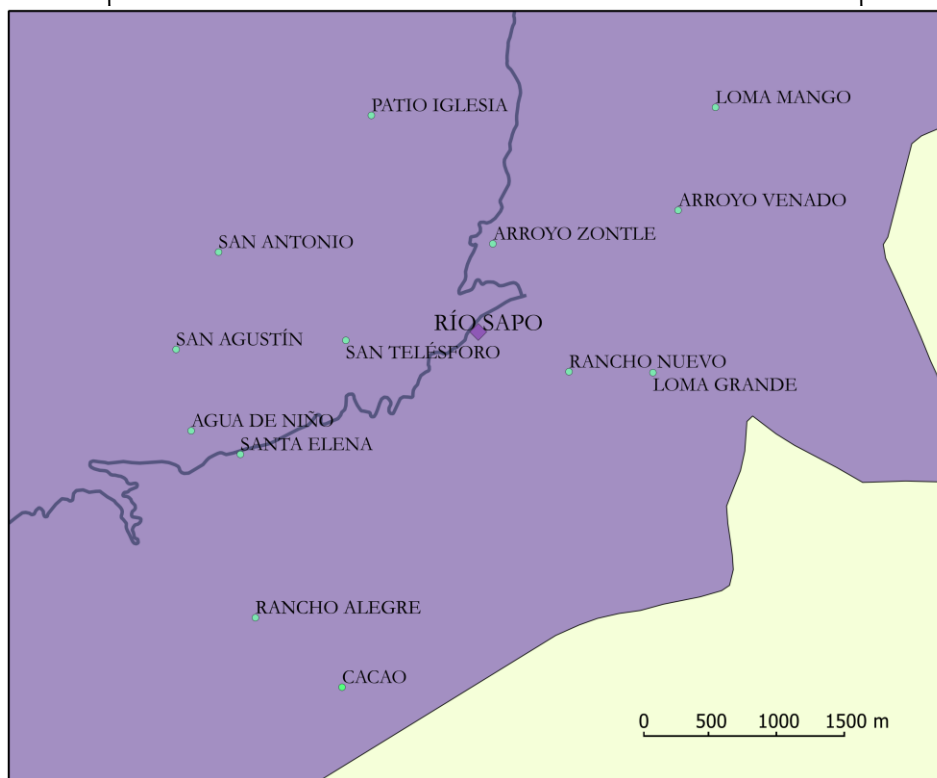 PATIO IGLESIA
LOMA MANGO
ARROYO VENADO
SAN ANTONIO
ARROYO ZONTLE
RÍO SAPO
SAN AGUSTÍN
SAN TELÉSFORO
RANCHO NUEVO
LOMA GRANDE
AGUA DE NIÑO
SANTA ELENA
RANCHO ALEGRE
CACAO
0 500 1000 1500 m